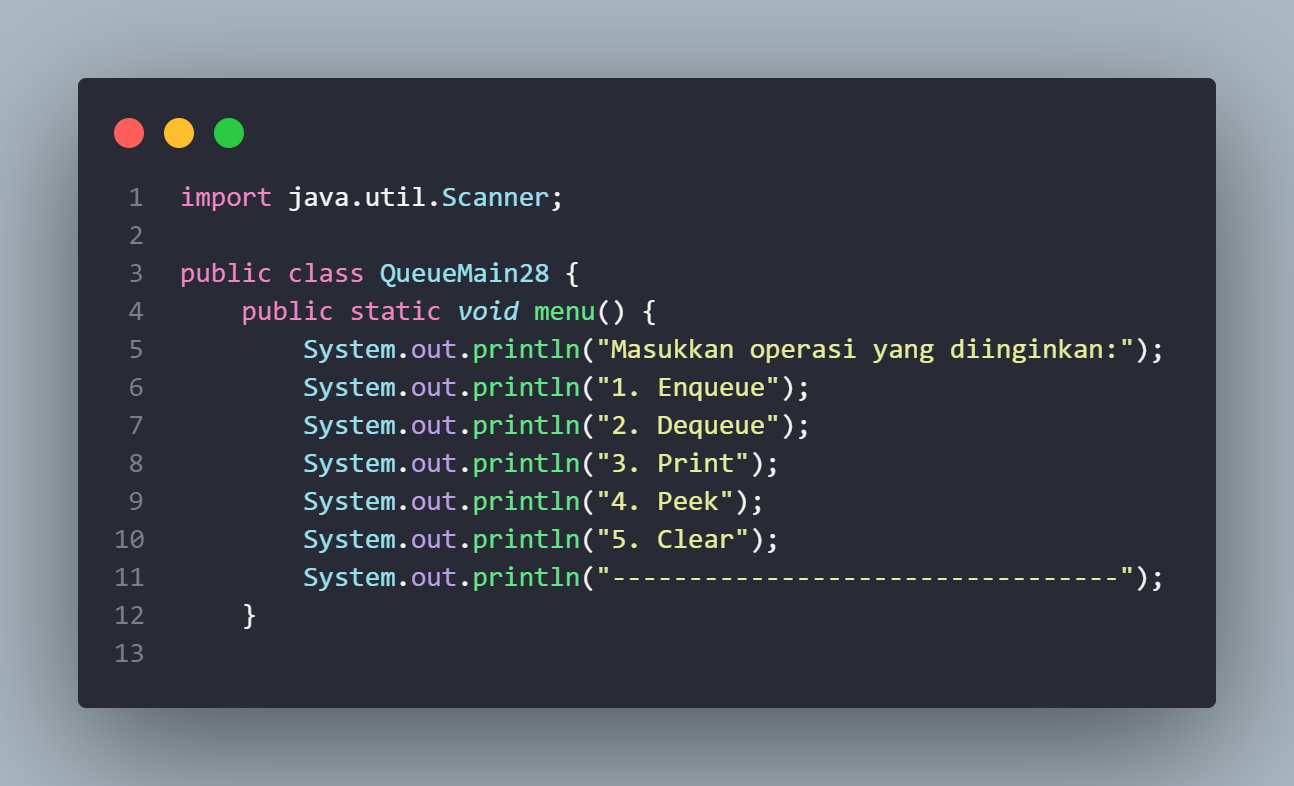 1 import java.util.Scanner;
2
3 public class QueueMain28 {
4     public static void menu() {
5         System.out.println("Masukkan operasi yang diinginkan:");
6         System.out.println("1. Enqueue");
7         System.out.println("2. Dequeue");
8         System.out.println("3. Print");
9         System.out.println("4. Peek");
10         System.out.println("5. Clear");
11         System.out.println("---------------------------------");
12     }
13